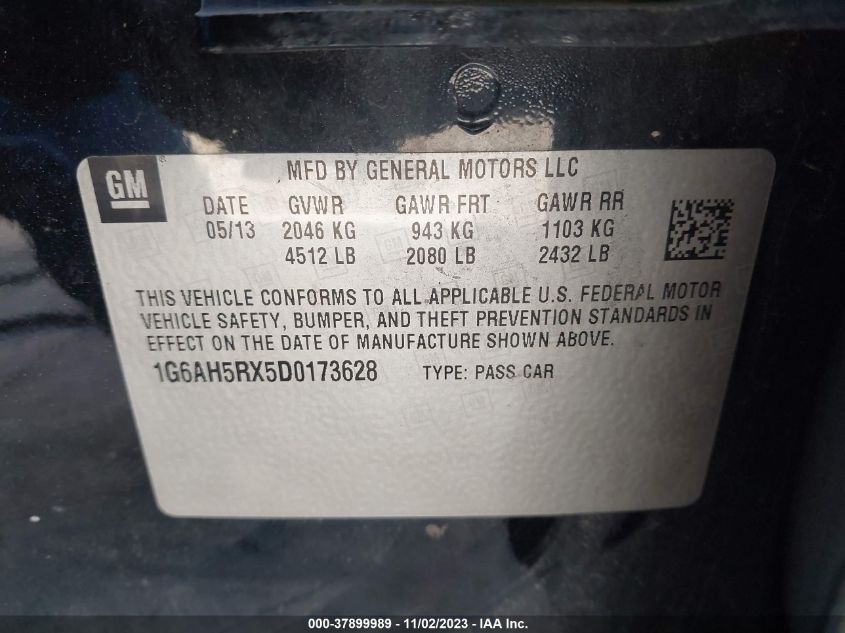 GM
®
MFD BY GENERAL MOTORS LLC
DATE GVWR GAWR FRT GAWR RR
05/13 2046 KG 943 KG 1103 KG
4512 LB 2080 LB 2432 LB
THIS VEHICLE CONFORMS TO ALL APPLICABLE U.S. FEDERAL MOTOR
VEHICLE SAFETY, BUMPER, AND THEFT PREVENTION STANDARDS IN
EFFECT ON THE DATE OF MANUFACTURE SHOWN ABOVE.
1G6AH5RX5D0173628 TYPE: PASS CAR
000-37899989 - 11/02/2023 - IAA Inc.